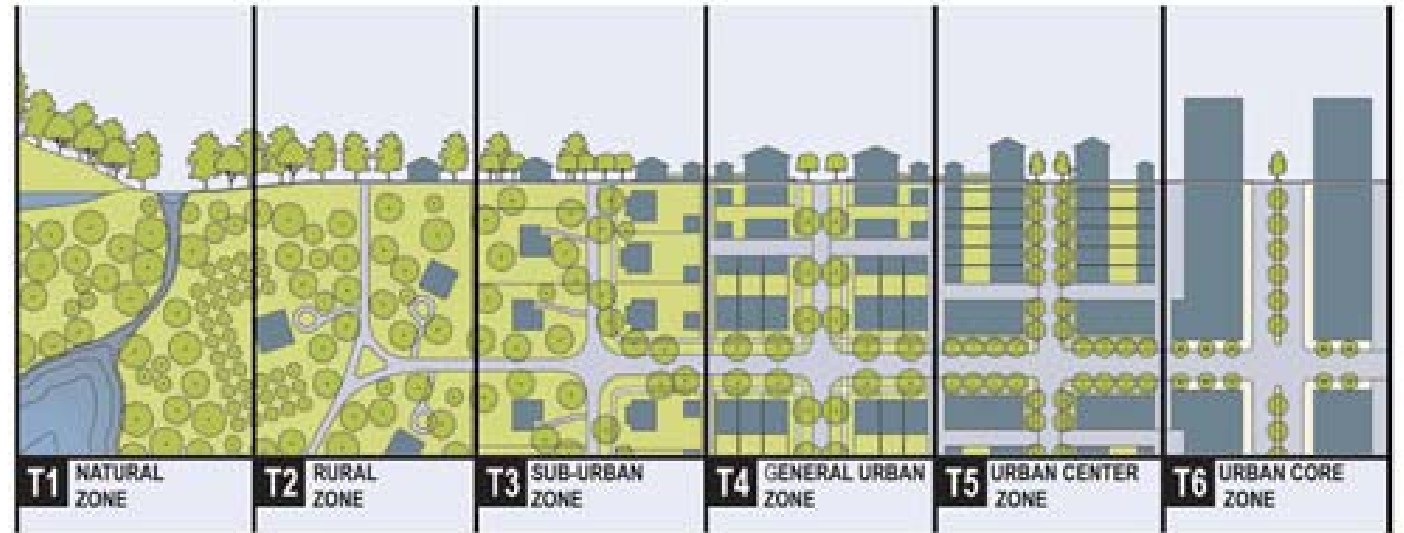 T1 NATURAL
ZONE
T2 RURAL
ZONE
T3 SUB-URBAN
ZONE
T4 GENERAL URBAN
ZONE
T5 URBAN CENTER
ZONE
T6 URBAN CORE
ZONE